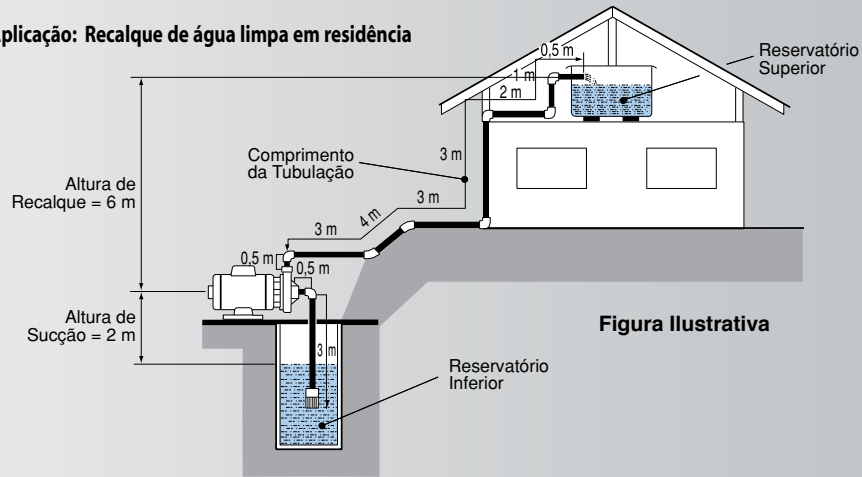 Aplicação: Recalque de água limpa em residência
0,5 m
1 m
2 m
Reservatório
Superior
3 m
Comprimento
da Tubulação
Altura de
Recalque = 6 m
3 m
4 m
3 m
0,5 m
0,5 m
Altura de
Sucção = 2 m
3 m
Figura Ilustrativa
Reservatório
Inferior